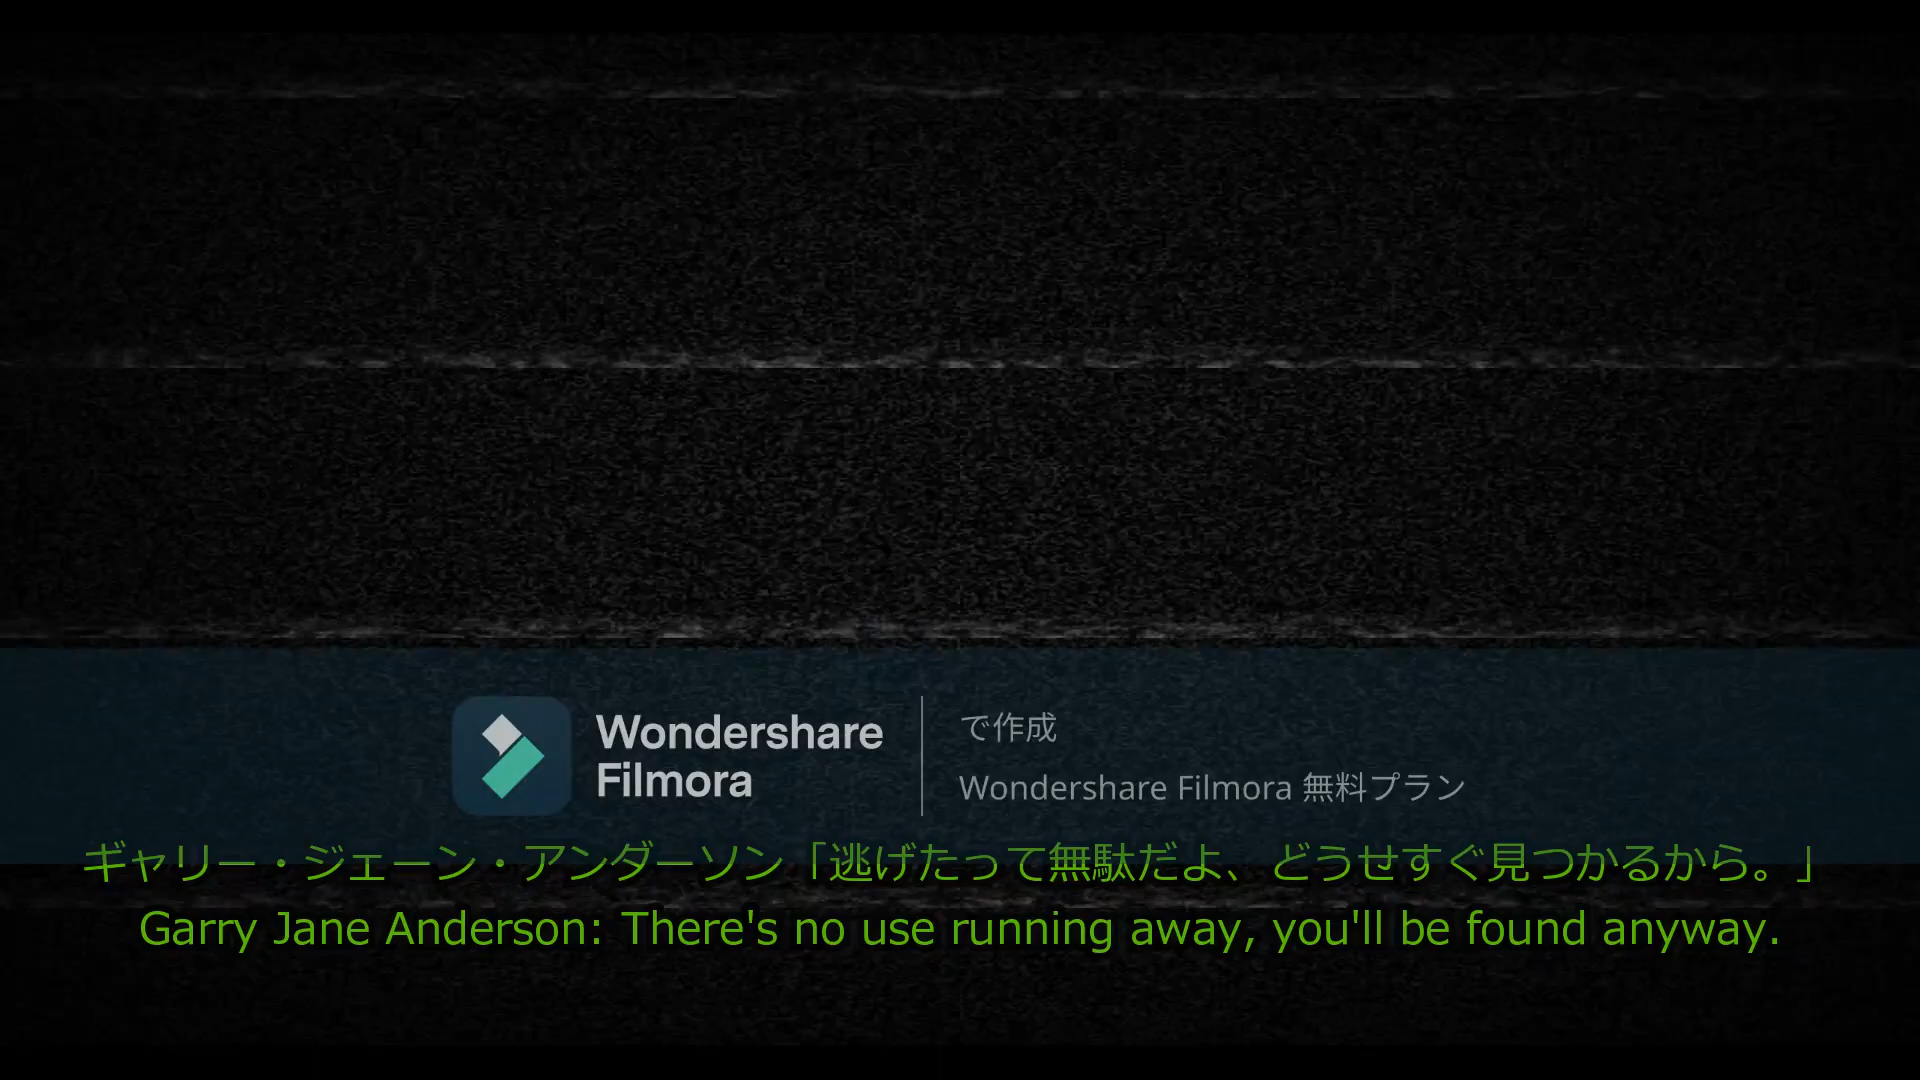 Wondershare
Filmora
で作成
Wondershare Filmora 無料プラン
ギャリー・ジェーン・アンダーソン「逃げたって無駄だよ、どうせすぐ見つかるから。」
Garry Jane Anderson: There's no use running away, you'll be found anyway.